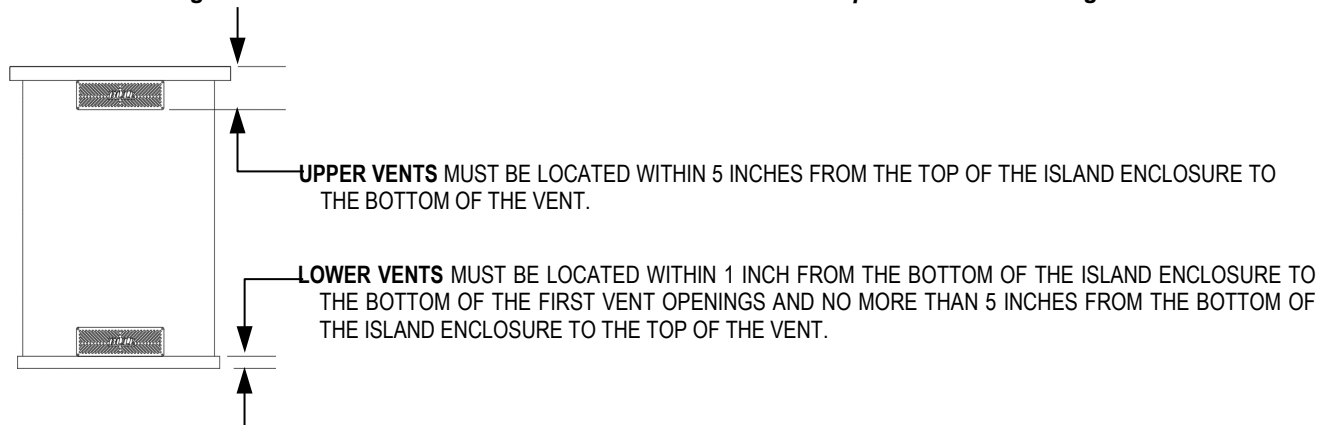 UPPER VENTS MUST BE LOCATED WITHIN 5 INCHES FROM THE TOP OF THE ISLAND ENCLOSURE TO
THE BOTTOM OF THE VENT.
LOWER VENTS MUST BE LOCATED WITHIN 1 INCH FROM THE BOTTOM OF THE ISLAND ENCLOSURE TO
THE BOTTOM OF THE FIRST VENT OPENINGS AND NO MORE THAN 5 INCHES FROM THE BOTTOM OF
THE ISLAND ENCLOSURE TO THE TOP OF THE VENT.